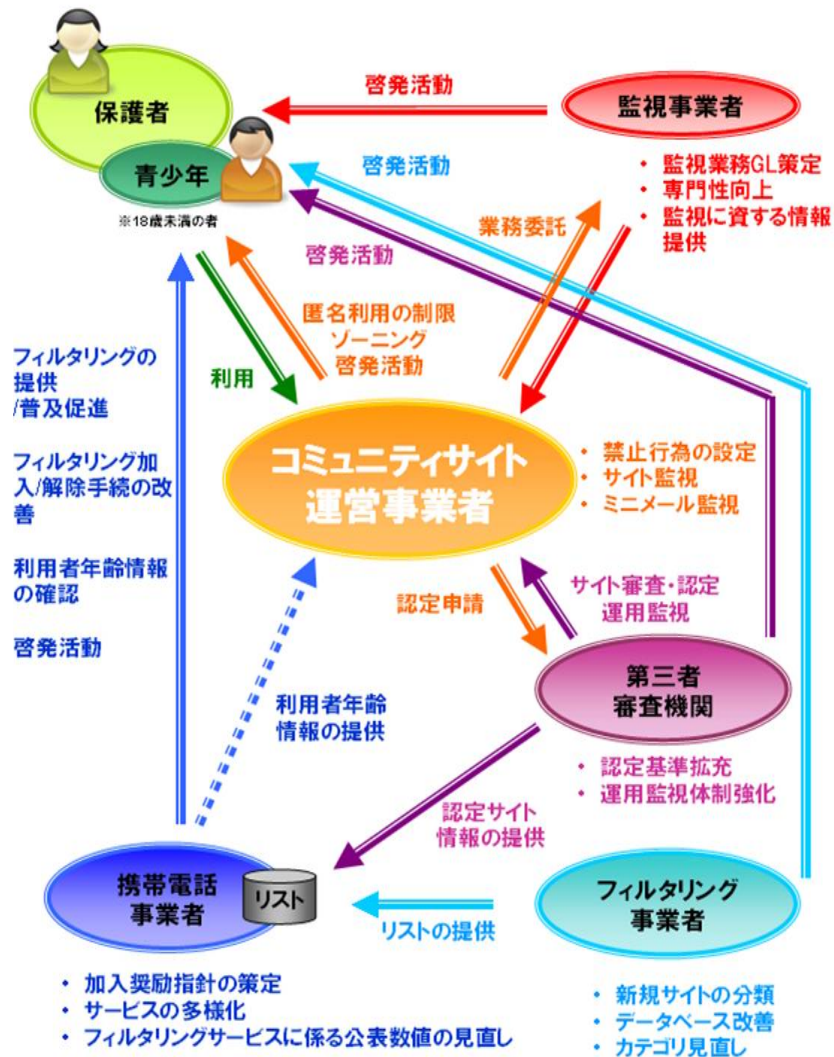 保護者
青少年
※18歳未満の者
啓発活動
監視事業者
・ 監視業務GL策定
・ 専門性向上
・ 監視に資する情報
提供
啓発活動
啓発活動
業務委託
匿名利用の制限
ゾーニング
啓発活動
利用
フィルタリングの
提供
/普及促進
フィルタリング加
入/解除手続の改
善
利用者年齢情報
の確認
啓発活動
コミュニティサイト
運営事業者
・ 禁止行為の設定
・ サイト監視
・ ミニメール監視
認定申請
サイト審査・認定
運用監視
第三者
審査機関
・ 認定基準拡充
・ 運用監視体制強化
利用者年齢
情報の提供
認定サイト
情報の提供
携帯電話
事業者
リスト
リストの提供
フィルタリング
事業者
・ 加入奨励指針の策定
・ サービスの多様化
・ フィルタリングサービスに係る公表数値の見直し
・ 新規サイトの分類
・ データベース改善
・ カテゴリ見直し